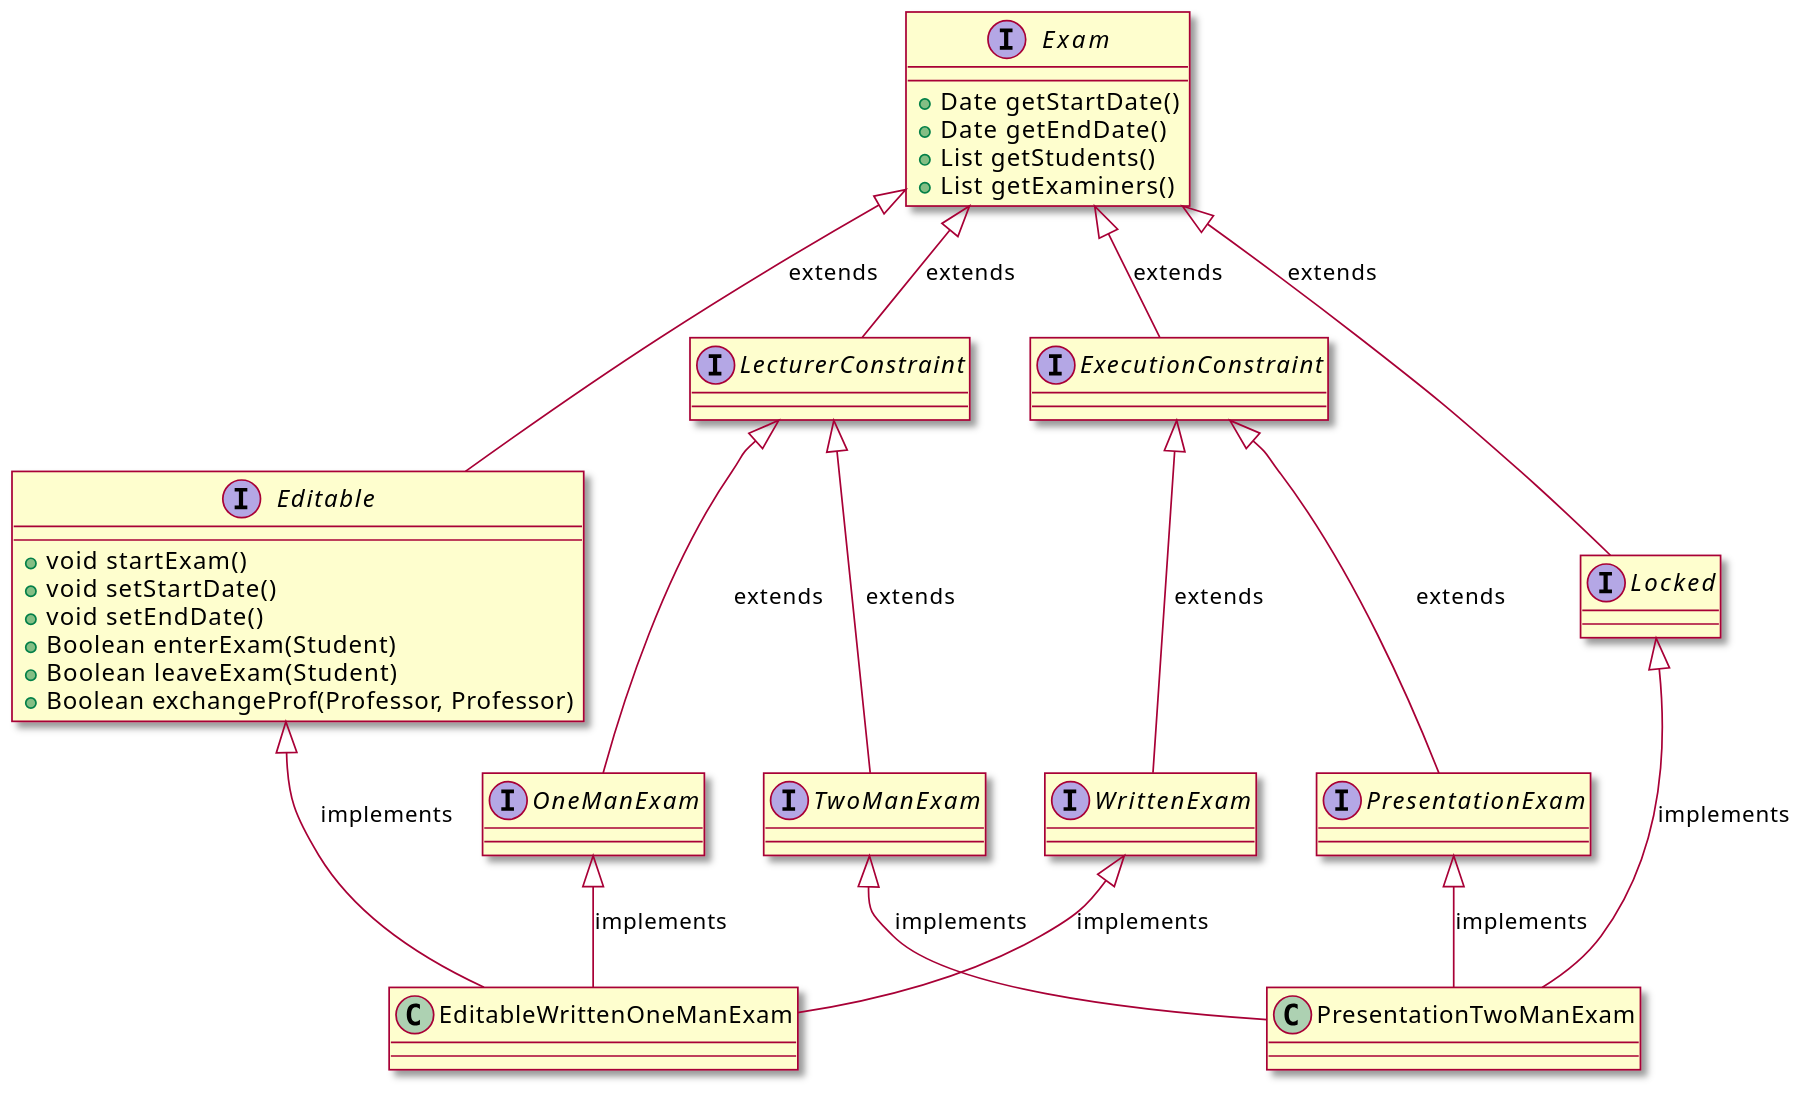 I Exam
Date getStartDate()
Date getEndDate()
List getStudents()
List getExaminers()
extends
extends
extends
extends
I LecturerConstraint
I ExecutionConstraint
I Editable
void startExam()
void setStartDate()
void setEndDate()
Boolean enterExam(Student)
Boolean leaveExam(Student)
Boolean exchangeProf(Professor, Professor)
extends
extends
extends
extends
I Locked
I OneManExam
I TwoManExam
I WrittenExam
I PresentationExam
implements
implements
implements
implements
implements
implements
C EditableWrittenOneManExam
C PresentationTwoManExam